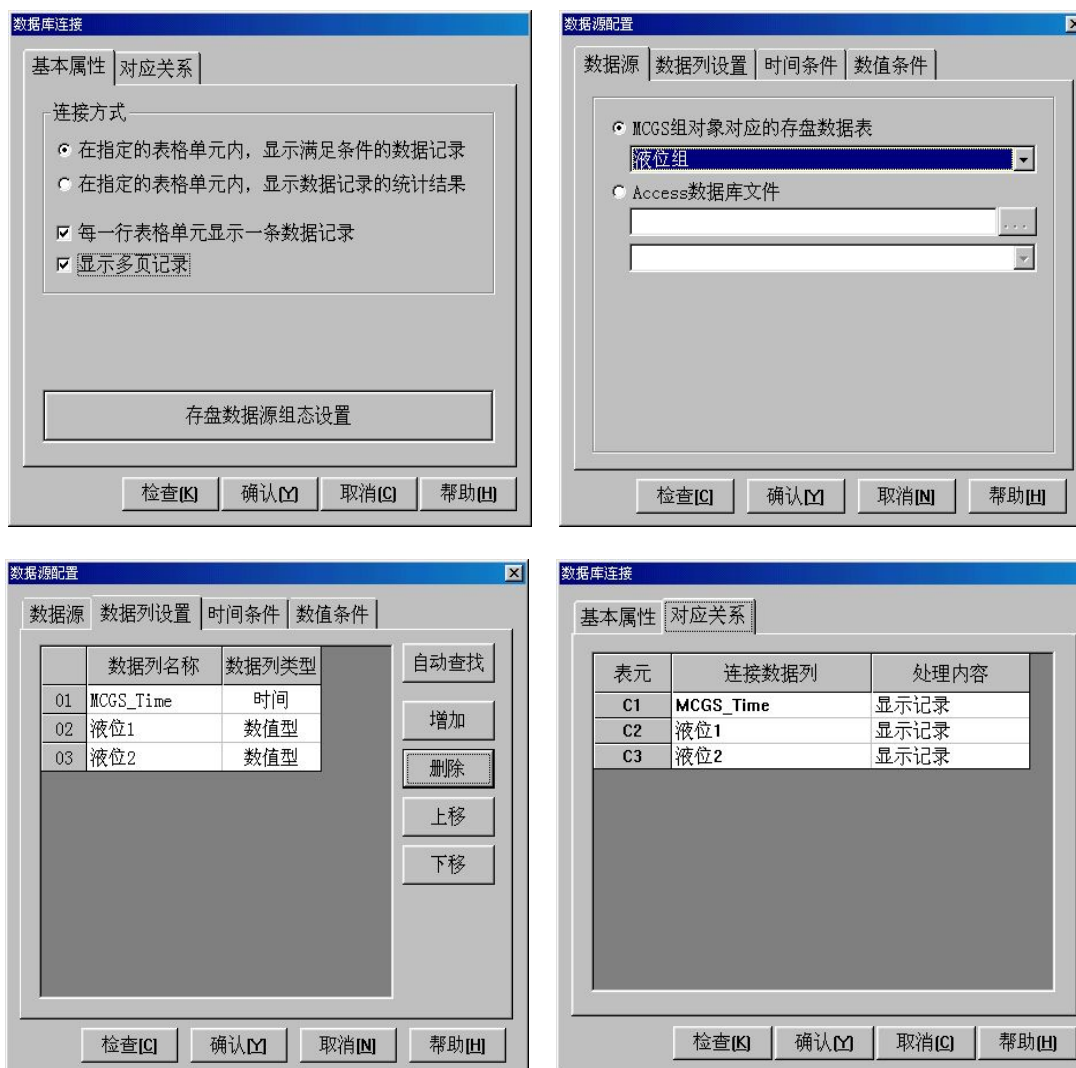 数据库连接
基本属性 对应关系
连接方式
在指定的表格单元内，显示满足条件的数据记录
在指定的表格单元内，显示数据记录的统计结果
每一行表格单元显示一条数据记录
显示多页记录
存盘数据源组态设置
检查[K] 确认[Y] 取消[C] 帮助[H]
数据源配置
数据源 数据列设置 时间条件 数值条件
MCGS组对象对应的存盘数据表
液位组
Access数据库文件
...
检查[C] 确认[Y] 取消[N] 帮助[H]
数据源配置
数据源 数据列设置 时间条件 数值条件
数据列名称 数据列类型
01 MCGS_Time 时间
02 液位1 数值型
03 液位2 数值型
自动查找
增加
删除
上移
下移
检查[C] 确认[Y] 取消[N] 帮助[H]
数据库连接
基本属性 对应关系
表元 连接数据列 处理内容
C1 MCGS_Time 显示记录
C2 液位1 显示记录
C3 液位2 显示记录
检查[K] 确认[Y] 取消[C] 帮助[H]